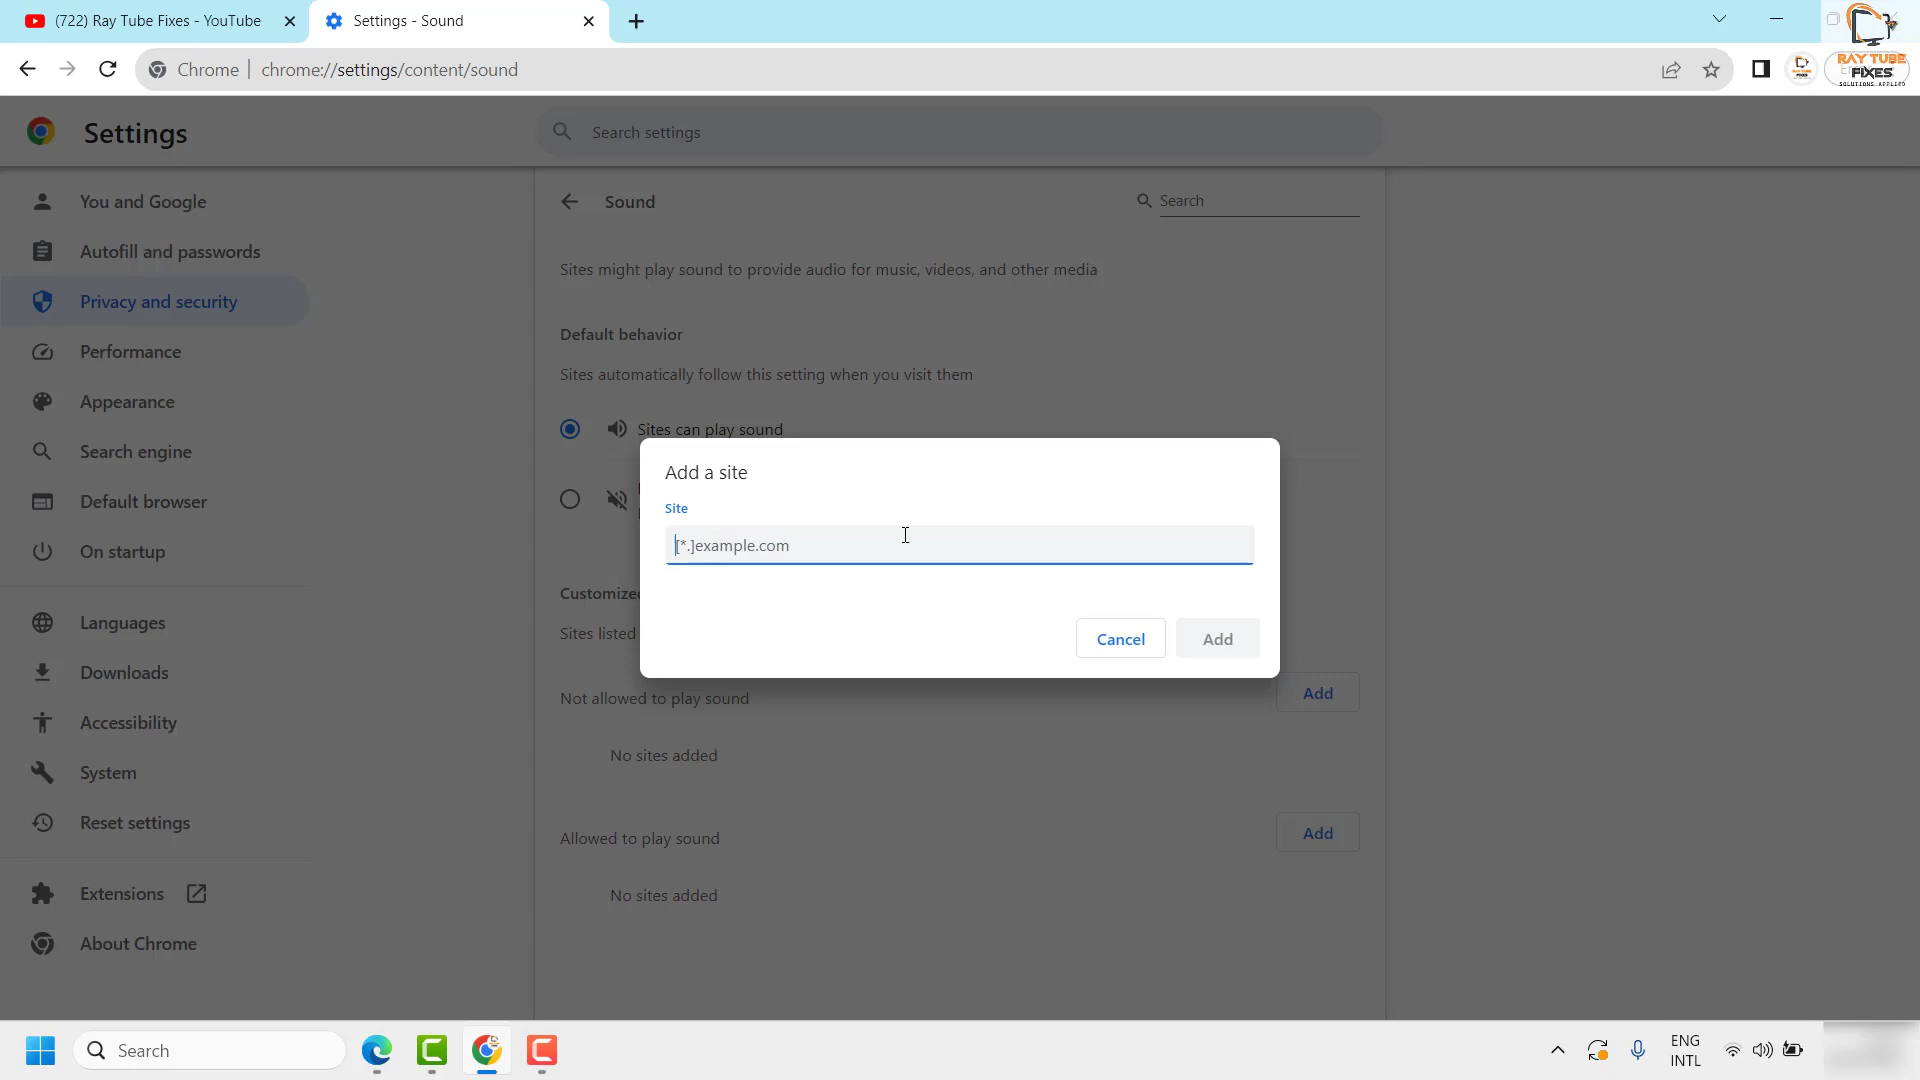 (722) Ray Tube Fixes - YouTube
Settings - Sound
Chrome
chrome://settings/content/sound
RAY TUBE
FIXES
SOLUTIONS APPLIED
Settings
Search settings
You and Google
Autofill and passwords
Privacy and security
Performance
Appearance
Search engine
Default browser
On startup
Languages
Downloads
Accessibility
System
Reset settings
Extensions
About Chrome
Sound
Search
Sites might play sound to provide audio for music, videos, and other media
Default behavior
Sites automatically follow this setting when you visit them
Sites can play sound
Add a site
Site
[*.]example.com
Cancel
Add
Customized
Sites listed
Not allowed to play sound
Add
No sites added
Allowed to play sound
Add
No sites added
Search
ENG
INTL